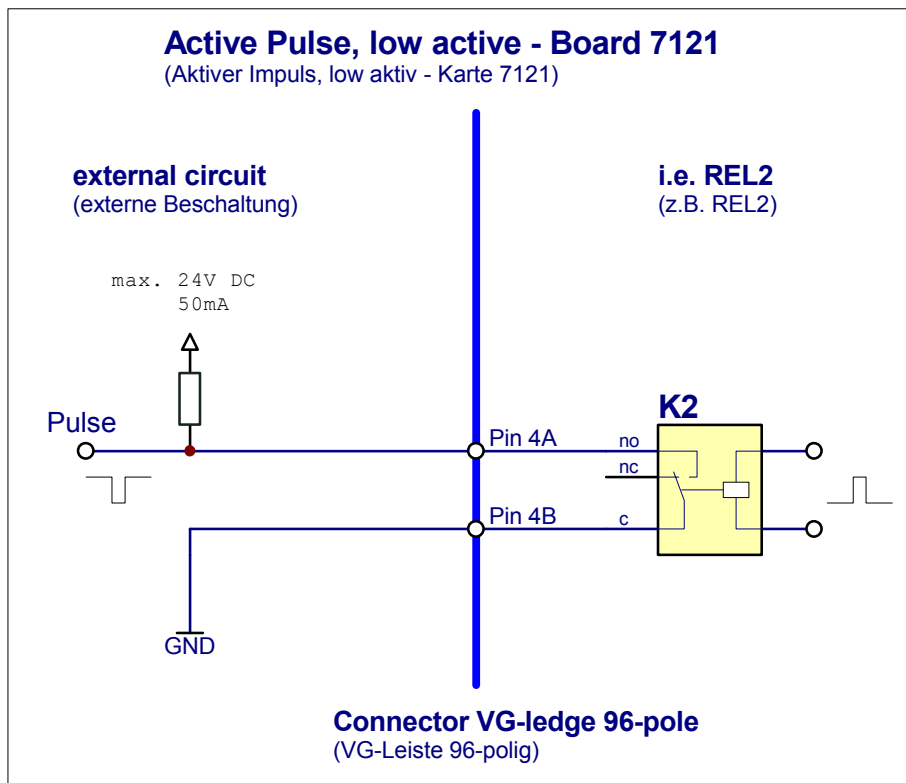 Active Pulse, low active - Board 7121
(Aktiver Impuls, low aktiv - Karte 7121)
external circuit
(externe Beschaltung)
i.e. REL2
(z.B. REL2)
max. 24V DC
50mA
K2
Pulse
Pin 4A
no
nc
Pin 4B
c
GND
Connector VG-ledge 96-pole
(VG-Leiste 96-polig)